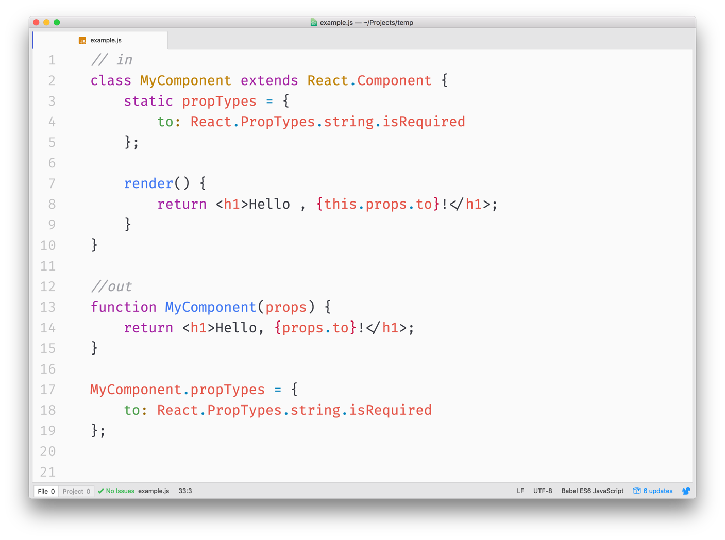 example.js — ~/Projects/temp
example.js
1 // in
2 class MyComponent extends React.Component {
3 static propTypes = {
4 to: React.PropTypes.string.isRequired
5 };
6
7 render() {
8 return <h1>Hello , {this.props.to}!</h1>;
9 }
10 }
11
12 //out
13 function MyComponent(props) {
14 return <h1>Hello, {props.to}!</h1>;
15 }
16
17 MyComponent.propTypes = {
18 to: React.PropTypes.string.isRequired
19 };
20
21
File 0 Project 0 No Issues example.js 33:3 LF UTF-8 Babel ES6 JavaScript 8 updates